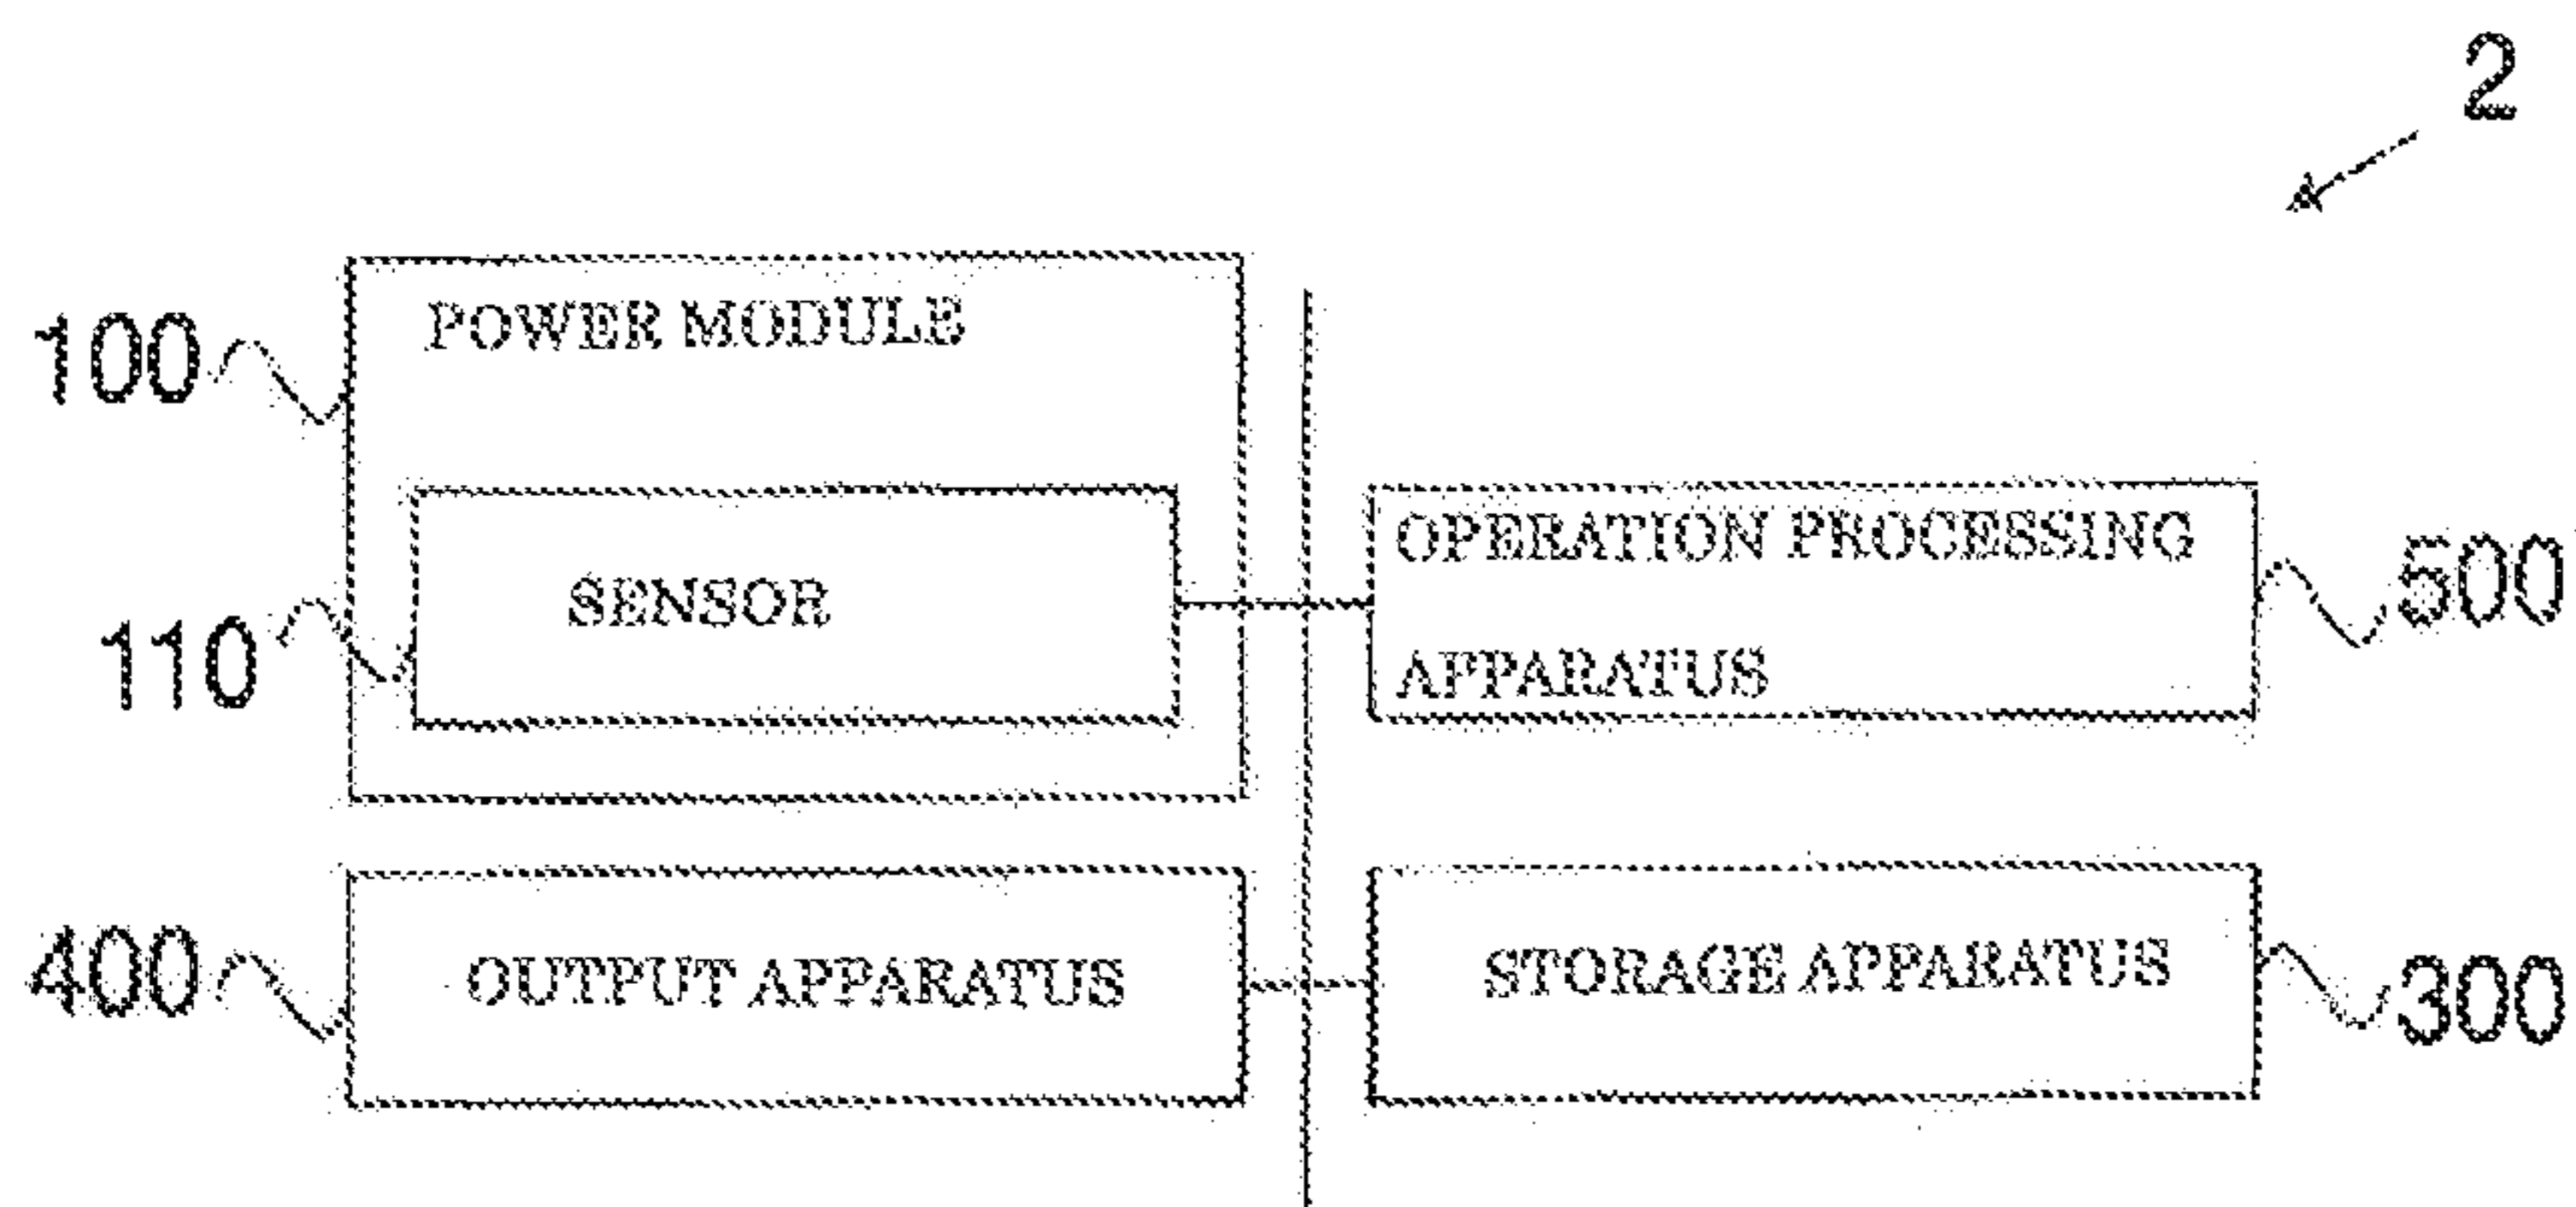 2
POWER MODULE
100
SENSOR
110
OPERATION PROCESSING
APPARATUS
500
OUTPUT APPARATUS
400
STORAGE APPARATUS
300